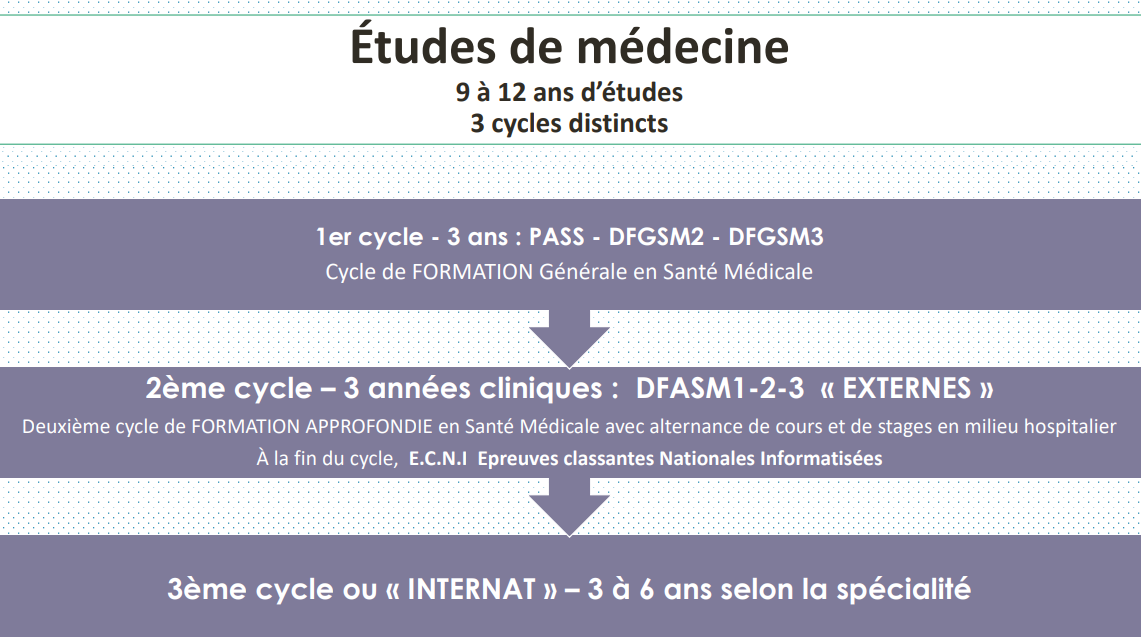 Études de médecine
9 à 12 ans d’études
3 cycles distincts
1er cycle - 3 ans : PASS - DFGSM2 - DFGSM3
Cycle de FORMATION Générale en Santé Médicale
2ème cycle – 3 années cliniques : DFASM1-2-3 « EXTERNES »
Deuxième cycle de FORMATION APPROFONDIE en Santé Médicale avec alternance de cours et de stages en milieu hospitalier
À la fin du cycle, E.C.N.I Epreuves classantes Nationales Informatisées
3ème cycle ou « INTERNAT » – 3 à 6 ans selon la spécialité